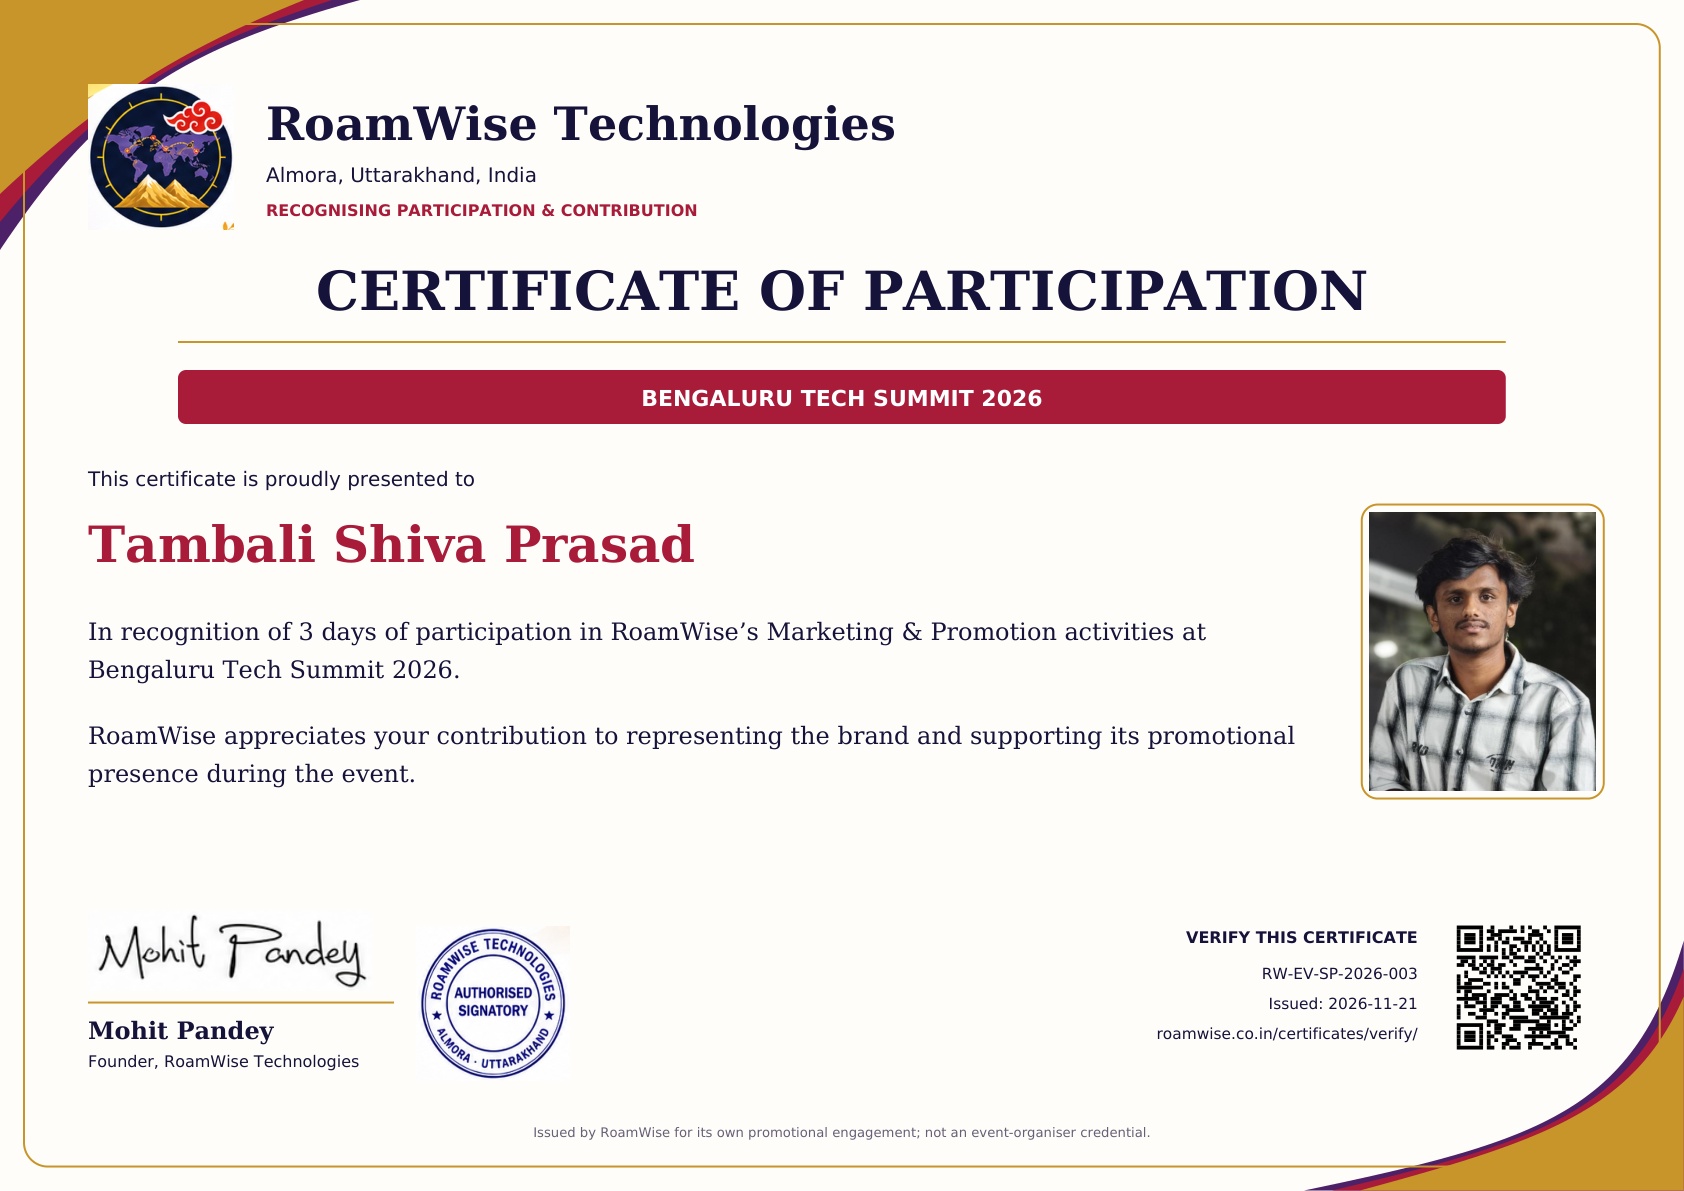 RoamWise Technologies
Almora, Uttarakhand, India
RECOGNISING PARTICIPATION & CONTRIBUTION
CERTIFICATE OF PARTICIPATION
BENGALURU TECH SUMMIT 2026
This certificate is proudly presented to
Tambali Shiva Prasad
In recognition of 3 days of participation in RoamWise’s Marketing & Promotion activities at
Bengaluru Tech Summit 2026.
RoamWise appreciates your contribution to representing the brand and supporting its promotional
presence during the event.
Mohit Pandey
Mohit Pandey
Founder, RoamWise Technologies
ROAMWISE TECHNOLOGIES
AUTHORISED
SIGNATORY
ALMORA · UTTARAKHAND
VERIFY THIS CERTIFICATE
RW-EV-SP-2026-003
Issued: 2026-11-21
roamwise.co.in/certificates/verify/
Issued by RoamWise for its own promotional engagement; not an event-organiser credential.